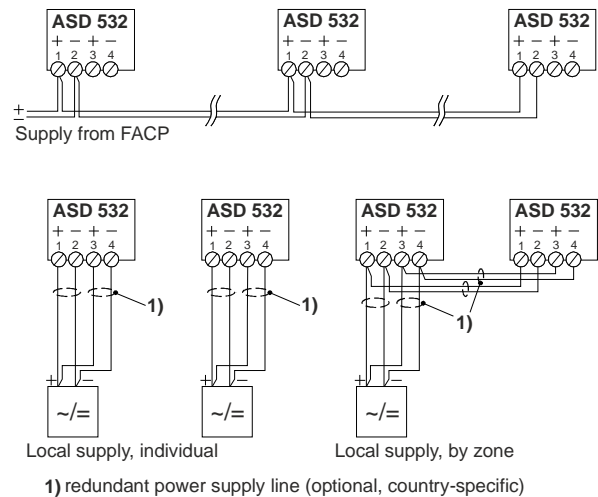 ASD 532 ASD 532 ASD 532
+ − + − + − + − + − + −
1 2 3 4 1 2 3 4 1 2 3 4
+
−
Supply from FACP
ASD 532 ASD 532 ASD 532 ASD 532
+ − + − + − + − + − + − + − + −
1 2 3 4 1 2 3 4 1 2 3 4 1 2 3 4
1) 1) 1)
+ − + − + −
~/= ~/= ~/=
Local supply, individual Local supply, by zone
1) redundant power supply line (optional, country-specific)